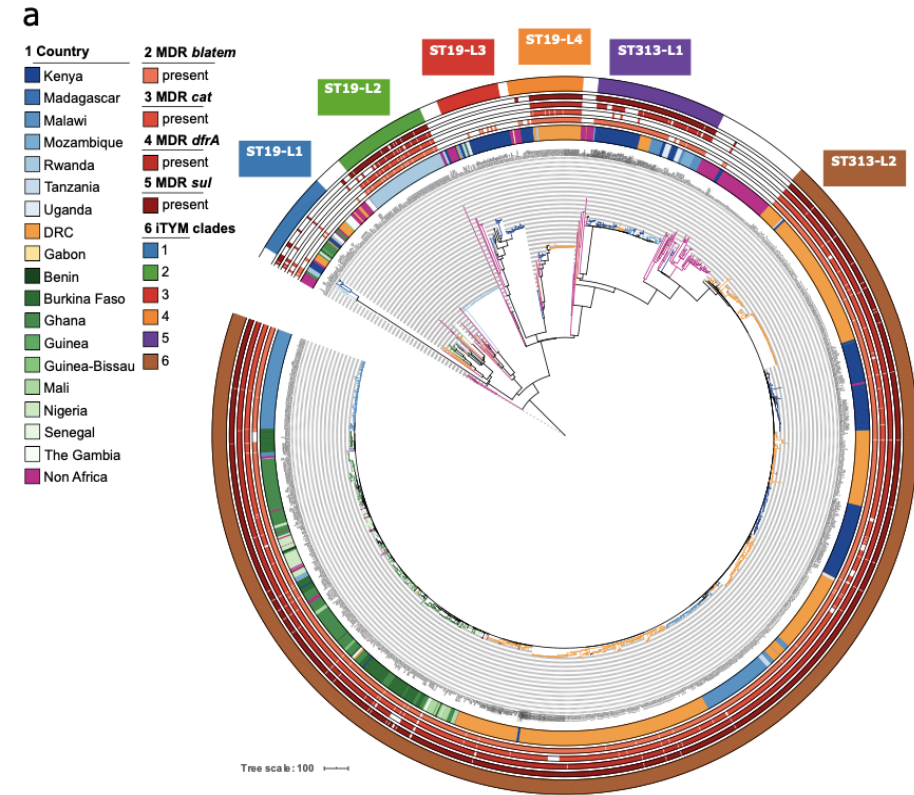 a
1 Country
Kenya
Madagascar
Malawi
Mozambique
Rwanda
Tanzania
Uganda
DRC
Gabon
Benin
Burkina Faso
Ghana
Guinea
Guinea-Bissau
Mali
Nigeria
Senegal
The Gambia
Non Africa
2 MDR blatem
present
3 MDR cat
present
4 MDR dfrA
present
5 MDR sul
present
6 iTYM clades
1
2
3
4
5
6
ST19-L1
ST19-L2
ST19-L3
ST19-L4
ST313-L1
ST313-L2
Tree scale: 100